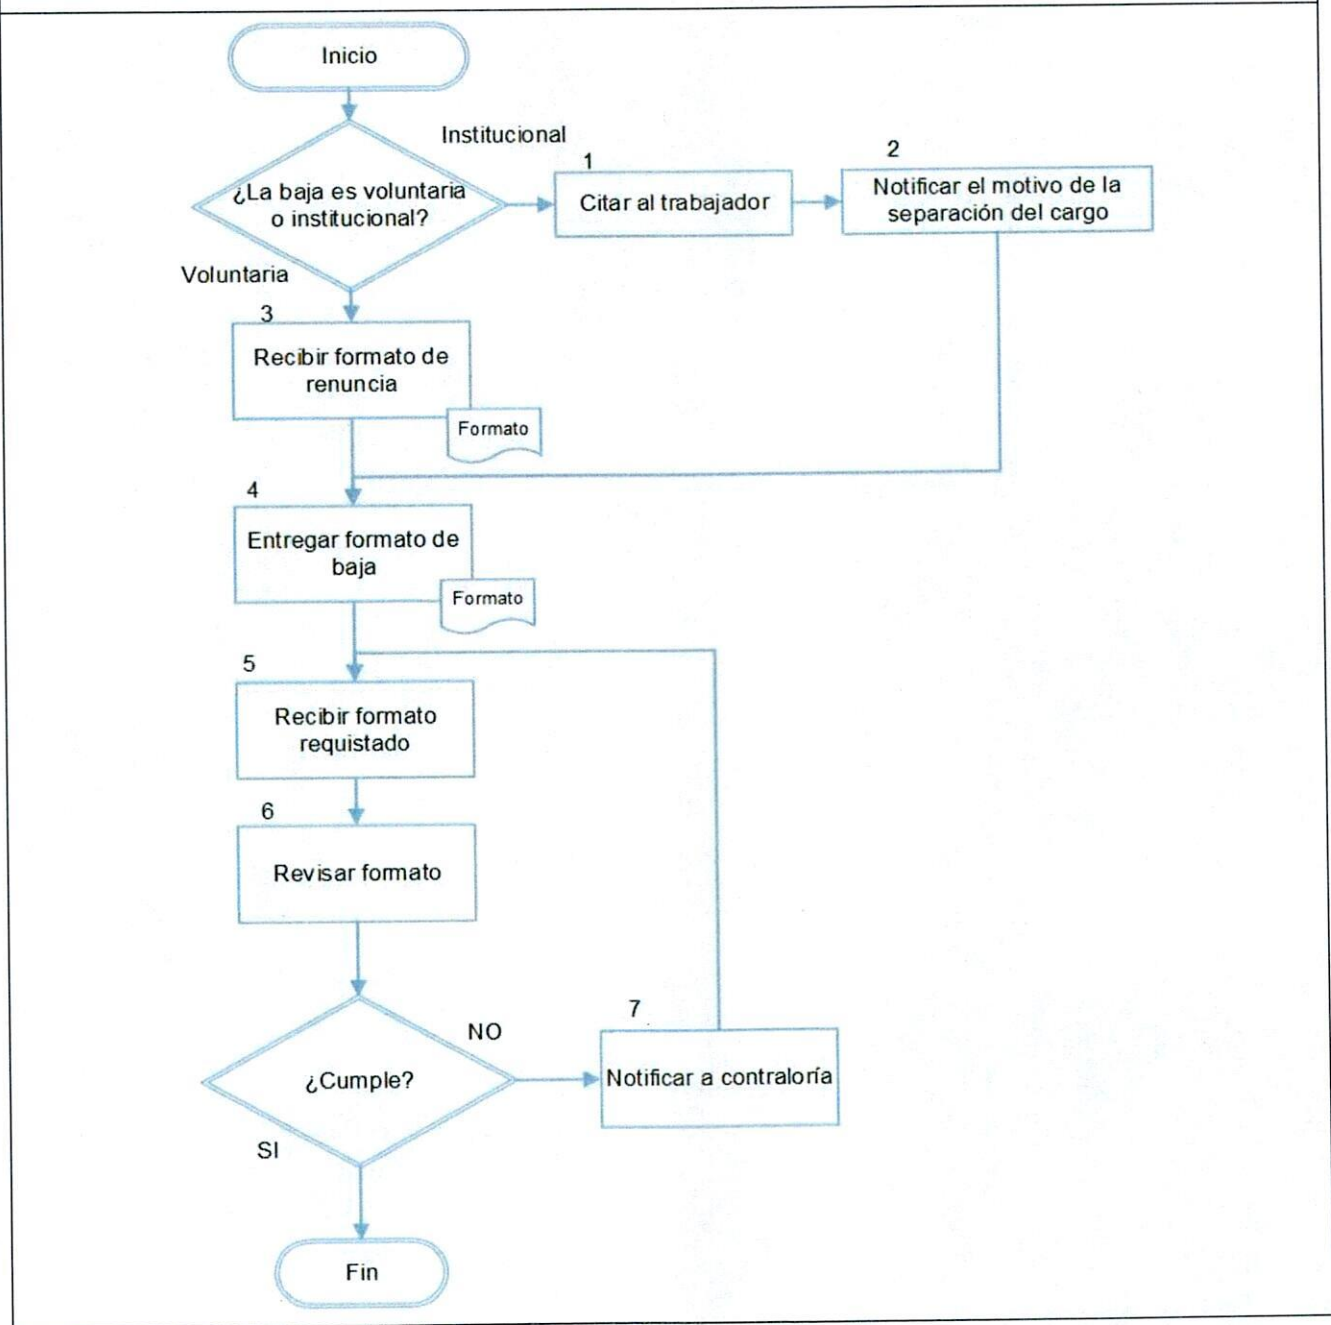 Inicio
¿La baja es voluntaria
o institucional?
Institucional
1
Citar al trabajador
2
Notificar el motivo de la
separación del cargo
Voluntaria
3
Recibir formato de
renuncia
Formato
4
Entregar formato de
baja
Formato
5
Recibir formato
requistado
6
Revisar formato
¿Cumple?
NO
7
Notificar a contraloría
SI
Fin